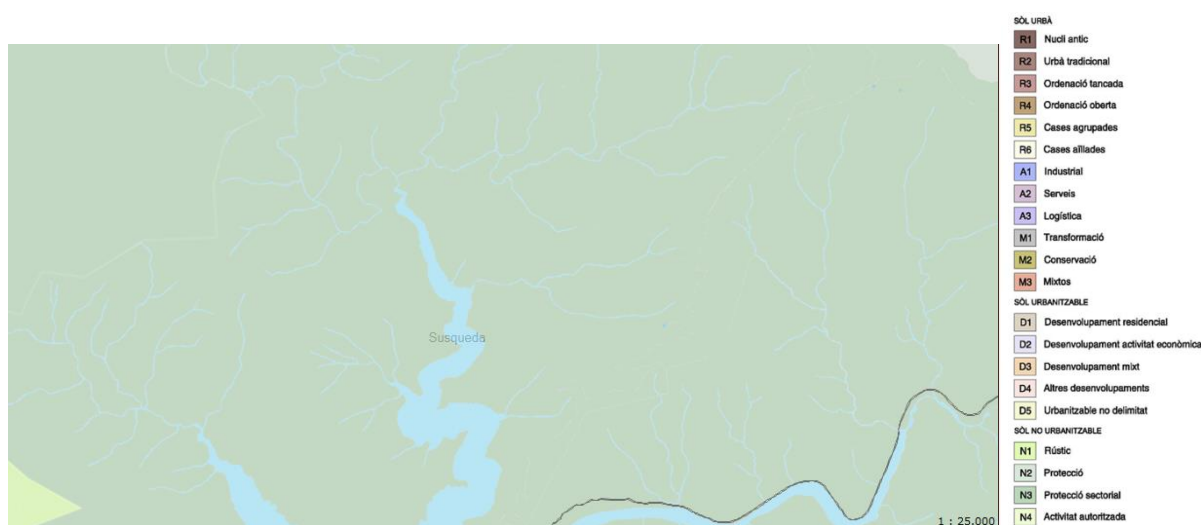 Susqueda
1 : 25.000
SÒL URBÀ
R1 Nucli antic
R2 Urbà tradicional
R3 Ordenació tancada
R4 Ordenació oberta
R5 Cases agrupades
R6 Cases aïllades
A1 Industrial
A2 Serveis
A3 Logística
M1 Transformació
M2 Conservació
M3 Mixtos
SÒL URBANITZABLE
D1 Desenvolupament residencial
D2 Desenvolupament activitat econòmica
D3 Desenvolupament mixt
D4 Altres desenvolupaments
D5 Urbanitzable no delimitat
SÒL NO URBANITZABLE
N1 Rústic
N2 Protecció
N3 Protecció sectorial
N4 Activitat autoritzada